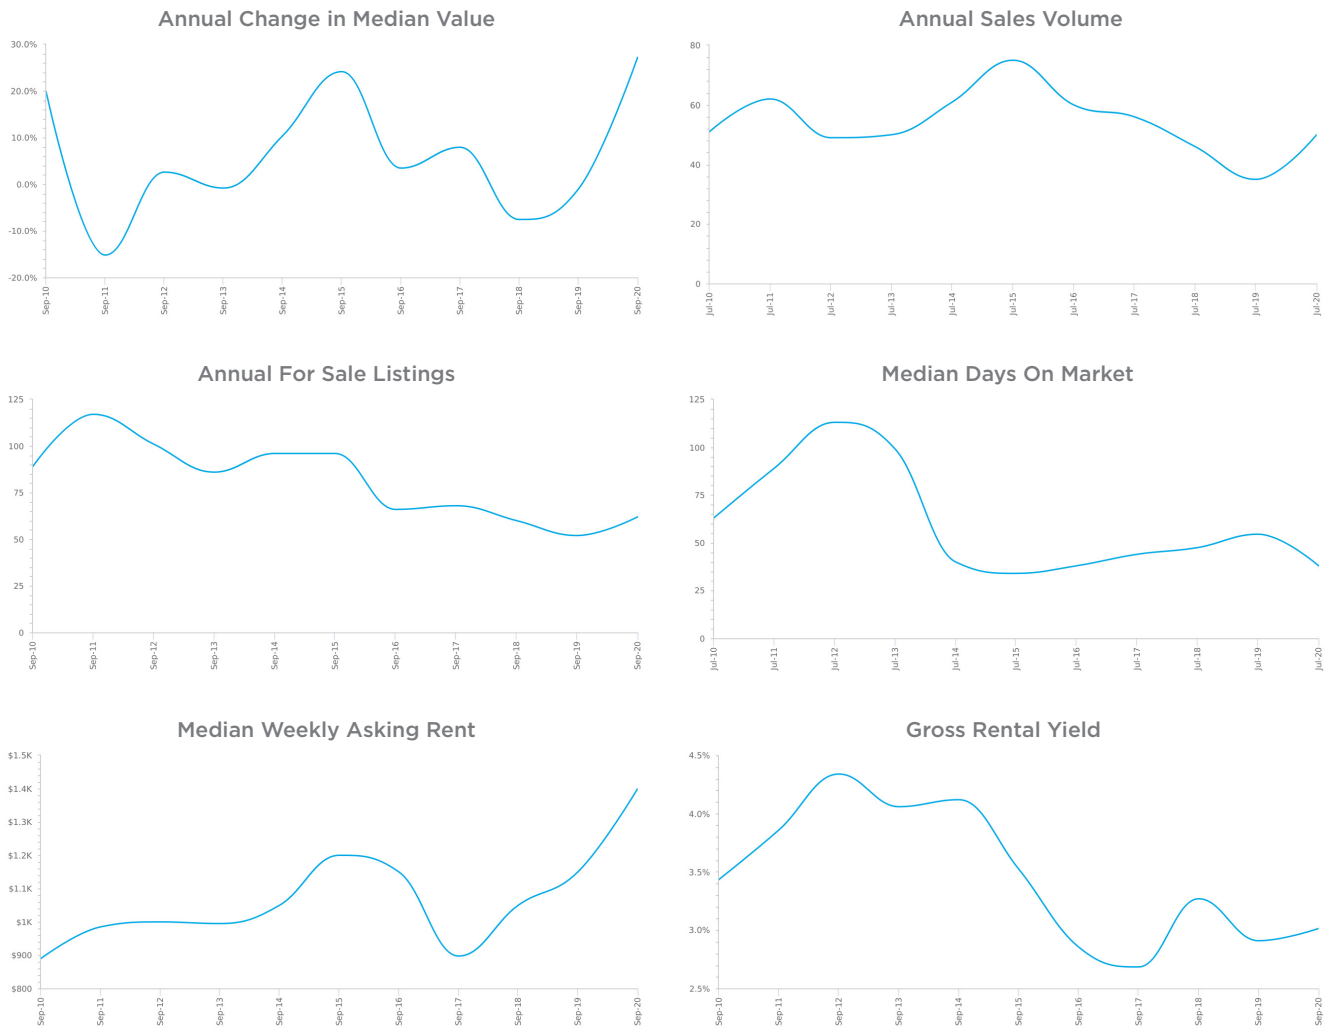 Annual Change in Median Value
30.0%
20.0%
10.0%
0.0%
-10.0%
-20.0%
Sep-10
Sep-11
Sep-12
Sep-13
Sep-14
Sep-15
Sep-16
Sep-17
Sep-18
Sep-19
Sep-20
Annual Sales Volume
80
60
40
20
0
Jul-10
Jul-11
Jul-12
Jul-13
Jul-14
Jul-15
Jul-16
Jul-17
Jul-18
Jul-19
Jul-20
Annual For Sale Listings
125
100
75
50
25
0
Sep-10
Sep-11
Sep-12
Sep-13
Sep-14
Sep-15
Sep-16
Sep-17
Sep-18
Sep-19
Sep-20
Median Days On Market
125
100
75
50
25
0
Jul-10
Jul-11
Jul-12
Jul-13
Jul-14
Jul-15
Jul-16
Jul-17
Jul-18
Jul-19
Jul-20
Median Weekly Asking Rent
$1.5K
$1.4K
$1.3K
$1.2K
$1.1K
$1K
$900
$800
Sep-10
Sep-11
Sep-12
Sep-13
Sep-14
Sep-15
Sep-16
Sep-17
Sep-18
Sep-19
Sep-20
Gross Rental Yield
4.5%
4.0%
3.5%
3.0%
2.5%
Sep-10
Sep-11
Sep-12
Sep-13
Sep-14
Sep-15
Sep-16
Sep-17
Sep-18
Sep-19
Sep-20